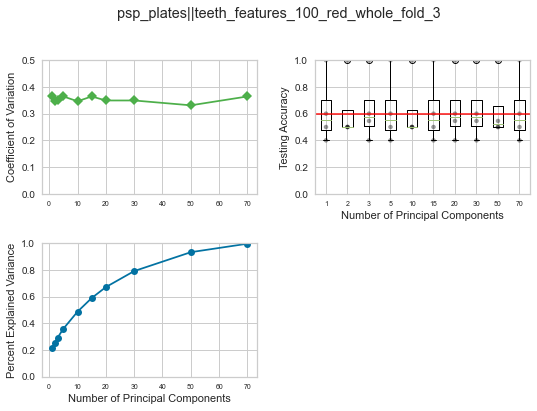 psp_plates||teeth_features_100_red_whole_fold_3
Coefficient of Variation
0.5
0.4
0.3
0.2
0.1
0.0
0 10 20 30 40 50 60 70
Testing Accuracy
1.0
0.8
0.6
0.4
0.2
0.0
1 2 3 5 10 15 20 30 50 70
Number of Principal Components
Percent Explained Variance
1.0
0.8
0.6
0.4
0.2
0.0
0 10 20 30 40 50 60 70
Number of Principal Components